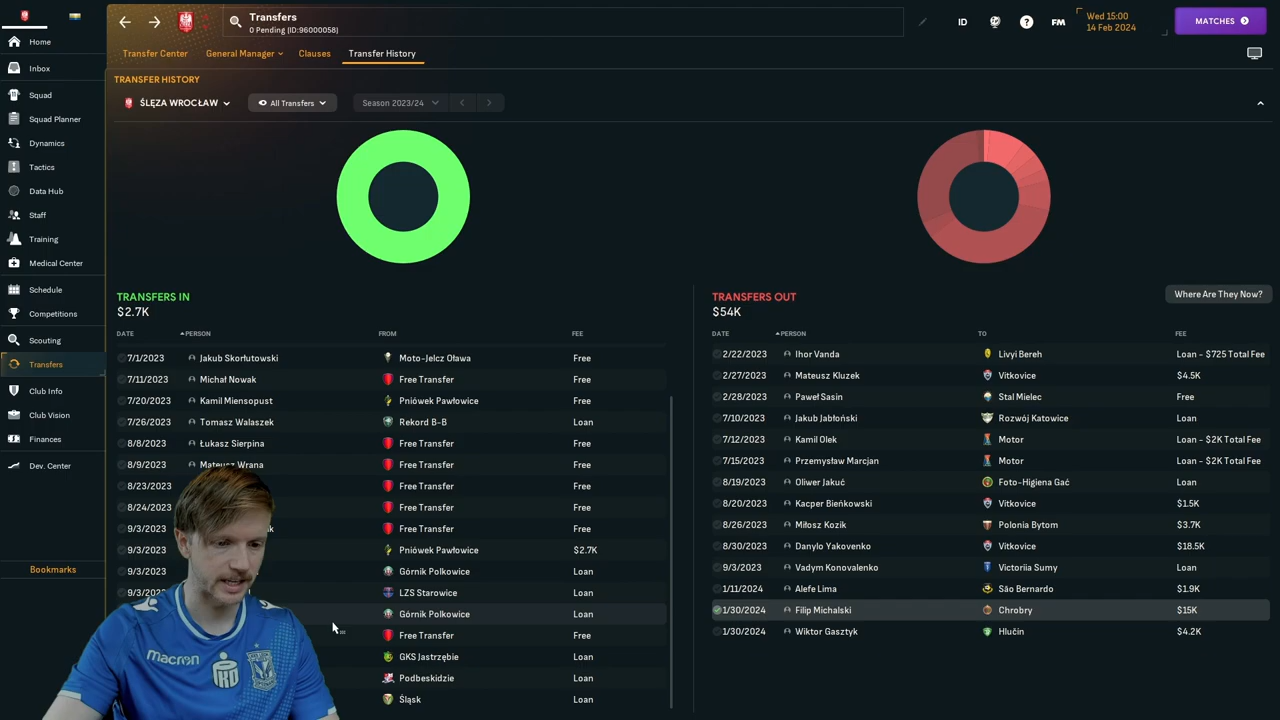 Transfers
0 Pending (ID:96000058)
ID
FM
Wed 15:00
14 Feb 2024
MATCHES
Home
Inbox
Squad
Squad Planner
Dynamics
Tactics
Data Hub
Staff
Training
Medical Center
Schedule
Competitions
Scouting
Transfers
Club Info
Club Vision
Finances
Dev. Center
Bookmarks
Transfer Center
General Manager
Clauses
Transfer History
TRANSFER HISTORY
ŚLĘZA WROCŁAW
All Transfers
Season 2023/24
TRANSFERS IN
$2.7K
DATE PERSON FROM FEE
7/1/2023 Jakub Skorłutowski Moto-Jelcz Oława Free
7/11/2023 Michał Nowak Free Transfer Free
7/20/2023 Kamil Miensopust Pniówek Pawłowice Free
7/26/2023 Tomasz Walaszek Rekord B-B Loan
8/8/2023 Łukasz Sierpina Free Transfer Free
8/9/2023 Mateusz Wrana Free Transfer Free
8/23/2023 Free Transfer Free
8/24/2023 Free Transfer Free
9/3/2023 Free Transfer Free
9/3/2023 Pniówek Pawłowice $2.7K
9/3/2023 Górnik Polkowice Loan
9/3/202 LZS Starowice Loan
Górnik Polkowice Loan
Free Transfer Free
GKS Jastrzębie Loan
Podbeskidzie Loan
Śląsk Loan
TRANSFERS OUT
$54K
Where Are They Now?
DATE PERSON TO FEE
2/22/2023 Ihor Vanda Livyi Bereh Loan - $725 Total Fee
2/27/2023 Mateusz Kluzek Vítkovice $4.5K
2/28/2023 Paweł Sasin Stal Mielec Free
7/10/2023 Jakub Jabłoński Rozwój Katowice Loan
7/12/2023 Kamil Olek Motor Loan - $2K Total Fee
7/15/2023 Przemysław Marcjan Motor Loan - $2K Total Fee
8/19/2023 Oliwer Jakuć Foto-Higiena Gać Loan
8/20/2023 Kacper Bieńkowski Vítkovice $1.5K
8/26/2023 Miłosz Kozik Polonia Bytom $3.7K
8/30/2023 Danylo Yakovenko Vítkovice $18.5K
9/3/2023 Vadym Konovalenko Victoriia Sumy Loan
1/11/2024 Alefe Lima São Bernardo $1.9K
1/30/2024 Filip Michalski Chrobry $15K
1/30/2024 Wiktor Gasztyk Hlučín $4.2K
macron
PKO